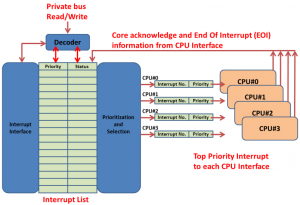 Private bus
Read/Write
Core acknowledge and End Of Interrupt (EOI)
information from CPU Interface
Decoder
Priority Status
CPU#0
Interrupt No. Priority
CPU#0
CPU#1
Interrupt No. Priority
CPU#1
Interrupt
Interface
Prioritization
and
Selection
CPU#2
Interrupt No. Priority
CPU#2
CPU#3
Interrupt No. Priority
CPU#3
Top Priority Interrupt
to each CPU Interface
Interrupt List